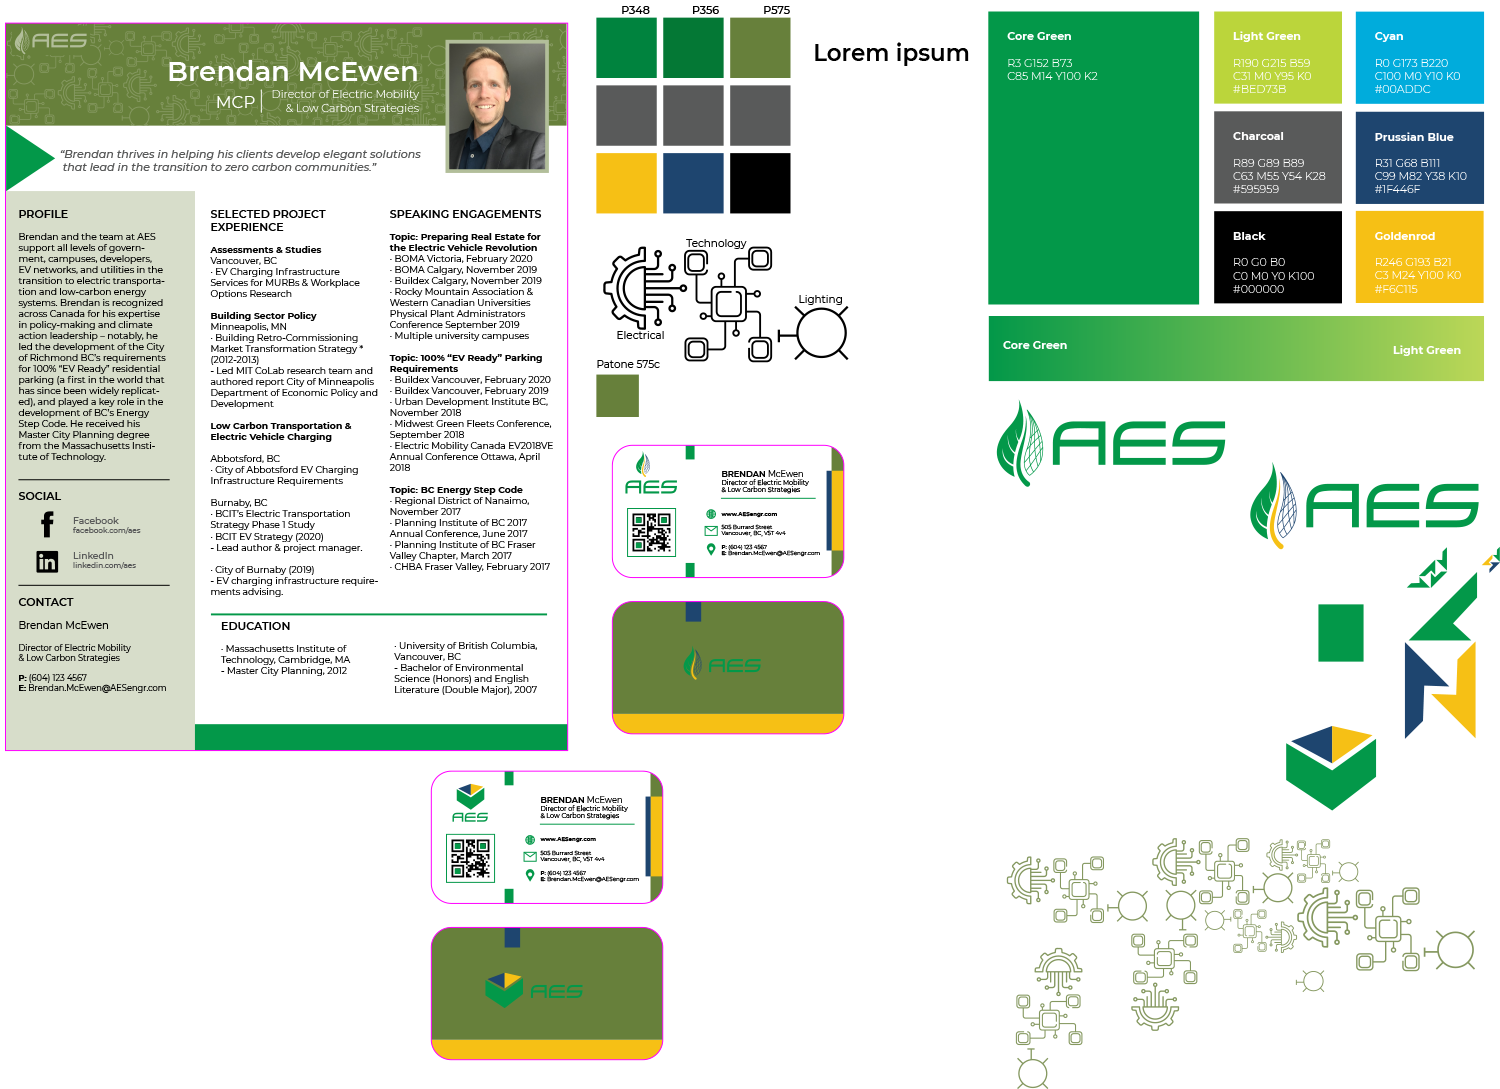 AES
Brendan McEwen
MCP
Director of Electric Mobility
& Low Carbon Strategies
“Brendan thrives in helping his clients develop elegant solutions
that lead in the transition to zero carbon communities.”
PROFILE
Brendan and the team at AES
support all levels of govern-
ment, campuses, developers,
EV networks, and utilities in the
transition to electric transporta-
tion and low-carbon energy
systems. Brendan is recognized
across Canada for his expertise
in policy-making and climate
action leadership – notably, he
led the development of the City
of Richmond BC's requirements
for 100% “EV Ready” residential
parking (a first in the world that
has since been widely replicat-
ed), and played a key role in the
development of BC's Energy
Step Code. He received his
Master City Planning degree
from the Massachusetts Insti-
tute of Technology.
SOCIAL
Facebook
facebook.com/aes
LinkedIn
linkedin.com/aes
CONTACT
Brendan McEwen
Director of Electric Mobility
& Low Carbon Strategies
P: (604) 123 4567
E: Brendan.McEwen@AESengr.com
SELECTED PROJECT
EXPERIENCE
Assessments & Studies
Vancouver, BC
· EV Charging Infrastructure
Services for MURBs & Workplace
Options Research
Building Sector Policy
Minneapolis, MN
· Building Retro-Commissioning
Market Transformation Strategy *
(2012-2013)
- Led MIT CoLab research team and
authored report City of Minneapolis
Department of Economic Policy and
Development
Low Carbon Transportation &
Electric Vehicle Charging
Abbotsford, BC
· City of Abbotsford EV Charging
Infrastructure Requirements
Burnaby, BC
· BCIT's Electric Transportation
Strategy Phase 1 Study
· BCIT EV Strategy (2020)
- Lead author & project manager.
· City of Burnaby (2019)
- EV charging infrastructure require-
ments advising.
SPEAKING ENGAGEMENTS
Topic: Preparing Real Estate for
the Electric Vehicle Revolution
· BOMA Victoria, February 2020
· BOMA Calgary, November 2019
· Buildex Calgary, November 2019
· Rocky Mountain Association &
Western Canadian Universities
Physical Plant Administrators
Conference September 2019
· Multiple university campuses
Topic: 100% “EV Ready” Parking
Requirements
· Buildex Vancouver, February 2020
· Buildex Vancouver, February 2019
· Urban Development Institute BC,
November 2018
· Midwest Green Fleets Conference,
September 2018
· Electric Mobility Canada EV2018VE
Annual Conference Ottawa, April
2018
Topic: BC Energy Step Code
· Regional District of Nanaimo,
November 2017
· Planning Institute of BC 2017
Annual Conference, June 2017
· Planning Institute of BC Fraser
Valley Chapter, March 2017
· CHBA Fraser Valley, February 2017
EDUCATION
· Massachusetts Institute of
Technology, Cambridge, MA
- Master City Planning, 2012
· University of British Columbia,
Vancouver, BC
- Bachelor of Environmental
Science (Honors) and English
Literature (Double Major), 2007
P348
P356
P575
Lorem ipsum
Technology
Lighting
Electrical
Patone 575c
AES
BRENDAN McEwen
Director of Electric Mobility
& Low Carbon Strategies
www.AESengr.com
505 Burrard Street
Vancouver, BC, V5T 4v4
P: (604) 123 4567
E: Brendan.McEwen@AESengr.com
AES
AES
BRENDAN McEwen
Director of Electric Mobility
& Low Carbon Strategies
www.AESengr.com
505 Burrard Street
Vancouver, BC, V5T 4v4
P: (604) 123 4567
E: Brendan.McEwen@AESengr.com
AES
Core Green
R3 G152 B73
C85 M14 Y100 K2
Light Green
R190 G215 B59
C31 M0 Y95 K0
#BED73B
Cyan
R0 G173 B220
C100 M0 Y10 K0
#00ADDC
Charcoal
R89 G89 B89
C63 M55 Y54 K28
#595959
Prussian Blue
R31 G68 B111
C99 M82 Y38 K10
#1F446F
Black
R0 G0 B0
C0 M0 Y0 K100
#000000
Goldenrod
R246 G193 B21
C3 M24 Y100 K0
#F6C115
Core Green
Light Green
AES
AES